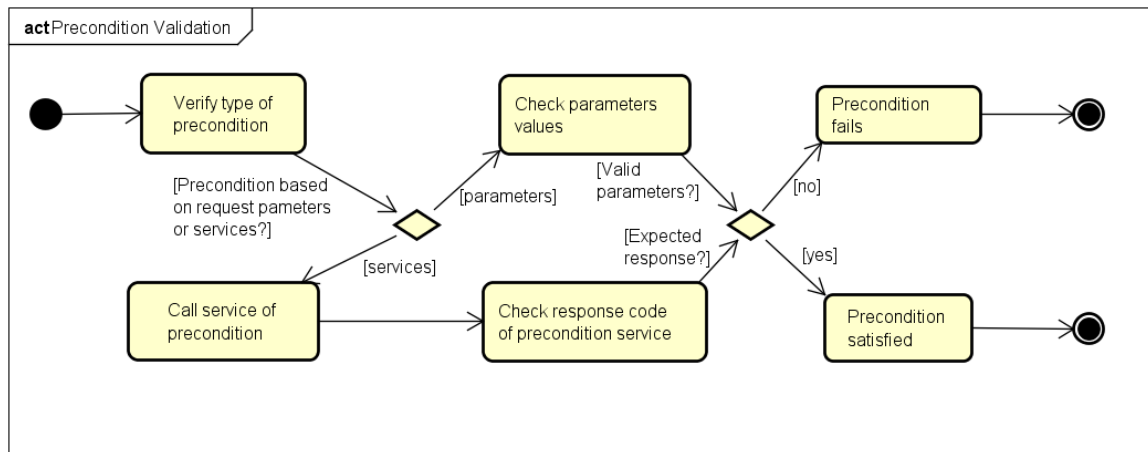 act Precondition Validation
Verify type of
precondition
Check parameters
values
Precondition
fails
[Precondition based
on request pameters
or services?]
[parameters]
[Valid
parameters?]
[no]
[services]
[Expected
response?]
[yes]
Call service of
precondition
Check response code
of precondition service
Precondition
satisfied